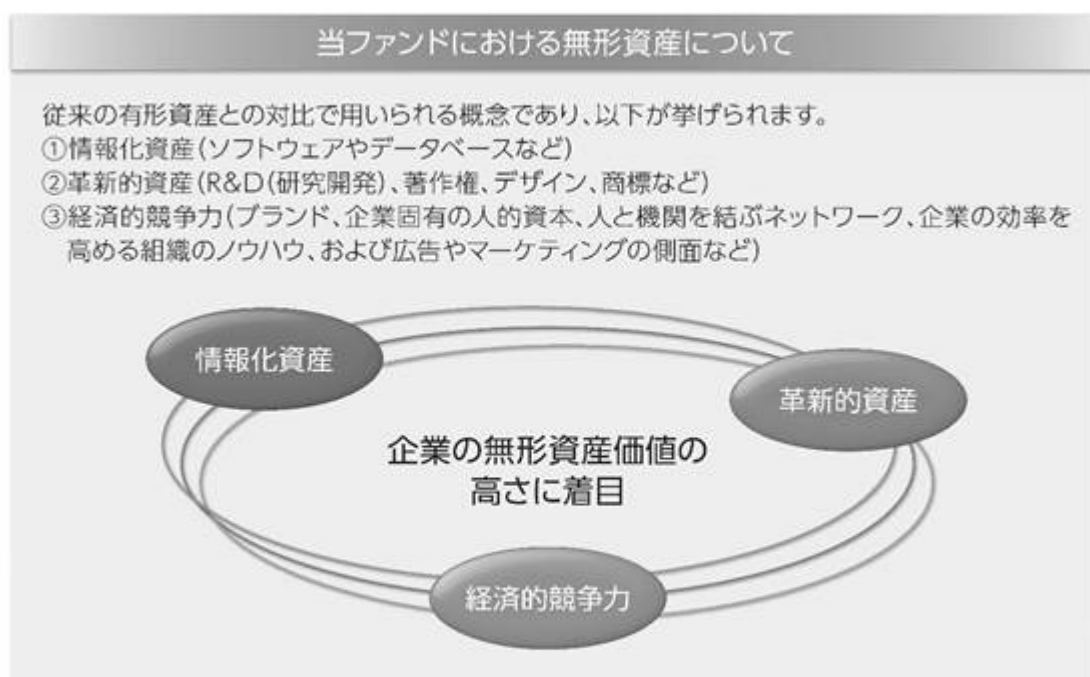 当ファンドにおける無形資産について
従来の有形資産との対比で用いられる概念であり、以下が挙げられます。
①情報化資産(ソフトウェアやデータベースなど)
②革新的資産(R&D(研究開発)、著作権、デザイン、商標など)
③経済的競争力(ブランド、企業固有の人的資本、人と機関を結ぶネットワーク、企業の効率を
高める組織のノウハウ、および広告やマーケティングの側面など)
情報化資産
革新的資産
企業の無形資産価値の
高さに着目
経済的競争力